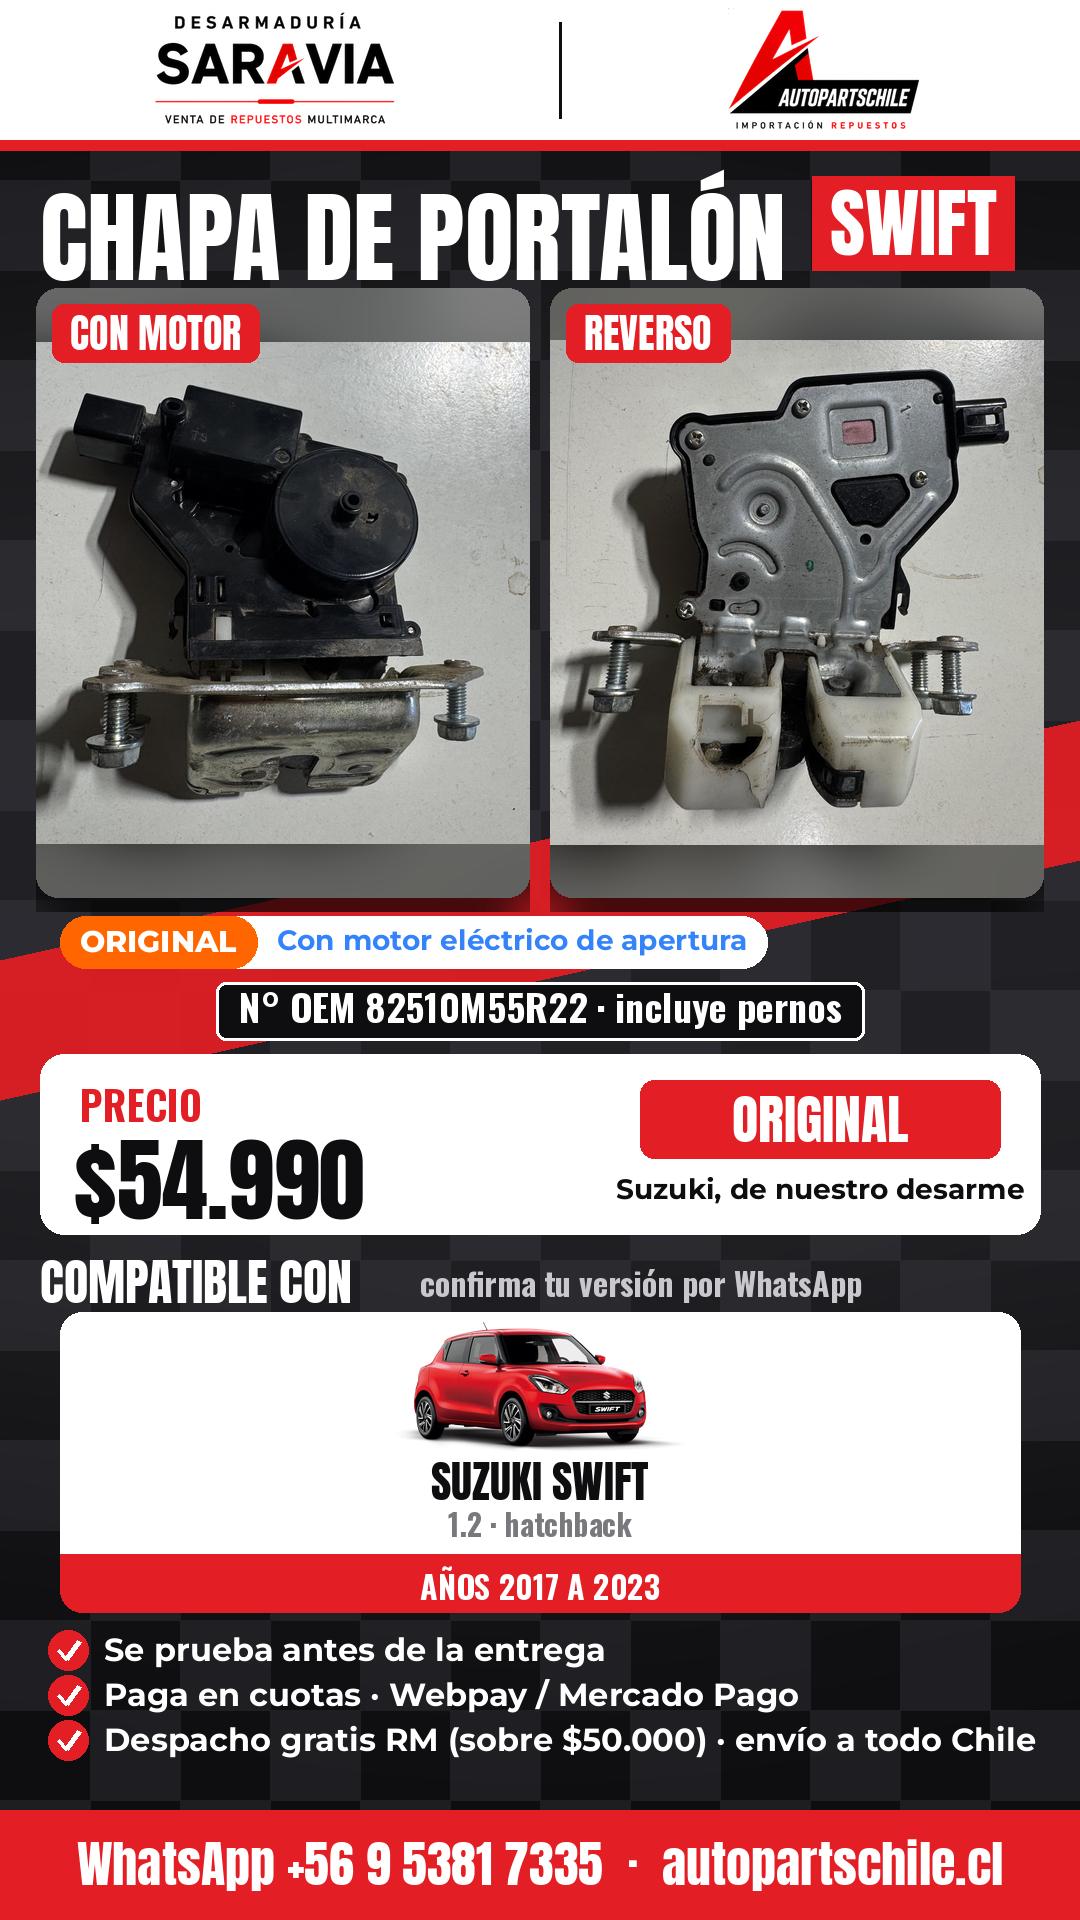 DESARMADURÍA
SARAVIA
VENTA DE REPUESTOS MULTIMARCA
AUTOPARTSCHILE
IMPORTACIÓN REPUESTOS
CHAPA DE PORTALÓN
SWIFT
CON MOTOR
REVERSO
ORIGINAL
Con motor eléctrico de apertura
N° OEM 82510M55R22 · incluye pernos
PRECIO
$54.990
ORIGINAL
Suzuki, de nuestro desarme
COMPATIBLE CON
confirma tu versión por WhatsApp
SWIFT
SUZUKI SWIFT
1.2 · hatchback
AÑOS 2017 A 2023
Se prueba antes de la entrega
Paga en cuotas · Webpay / Mercado Pago
Despacho gratis RM (sobre $50.000) · envío a todo Chile
WhatsApp +56 9 5381 7335 · autopartschile.cl